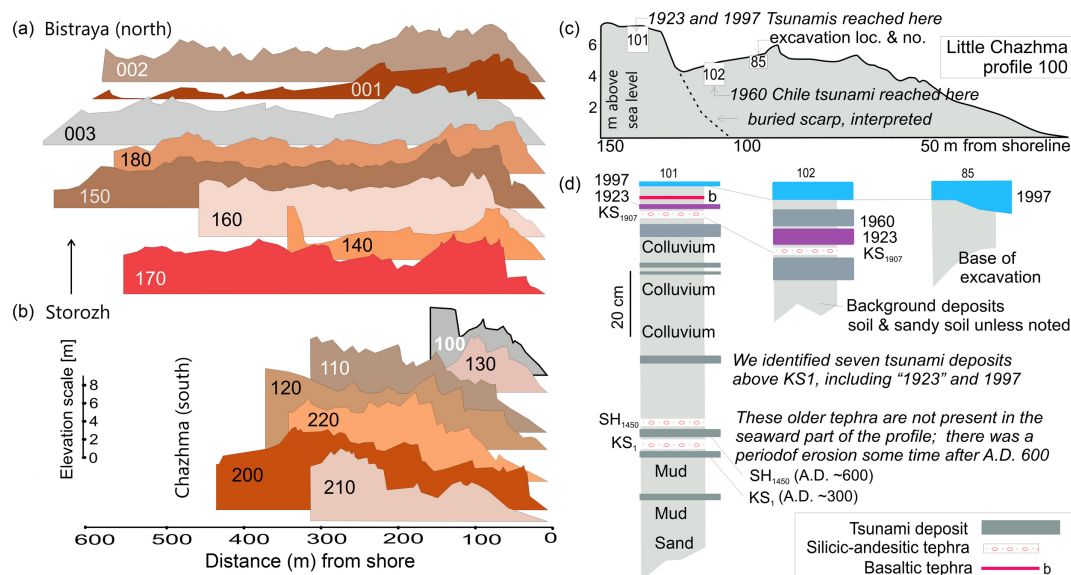 (a) Bistraya (north)
002
001
003
180
150
160
140
170
(b) Storozh
100
130
110
120
220
200
210
Elevation scale [m]
8
6
4
2
0
Chazhma (south)
600 500 400 300 200 100 0
Distance (m) from shore
(c)
1923 and 1997 Tsunamis reached here
excavation loc. & no.
101
85
102
Little Chazhma
profile 100
1960 Chile tsunami reached here
buried scarp, interpreted
m above
sea level
6
4
2
150 100 50 m from shoreline
(d)
101 102 85
1997
1923
KS1907
b
Colluvium
Colluvium
Colluvium
20 cm
SH1450
KS1
Mud
Mud
Sand
1960
1923
KS1907
1997
Base of
excavation
Background deposits
soil & sandy soil unless noted
We identified seven tsunami deposits
above KS1, including “1923” and 1997
These older tephra are not present in the
seaward part of the profile; there was a
periodof erosion some time after A.D. 600
SH1450 (A.D. ~600)
KS1 (A.D. ~300)
Tsunami deposit
Silicic-andesitic tephra
Basaltic tephra b